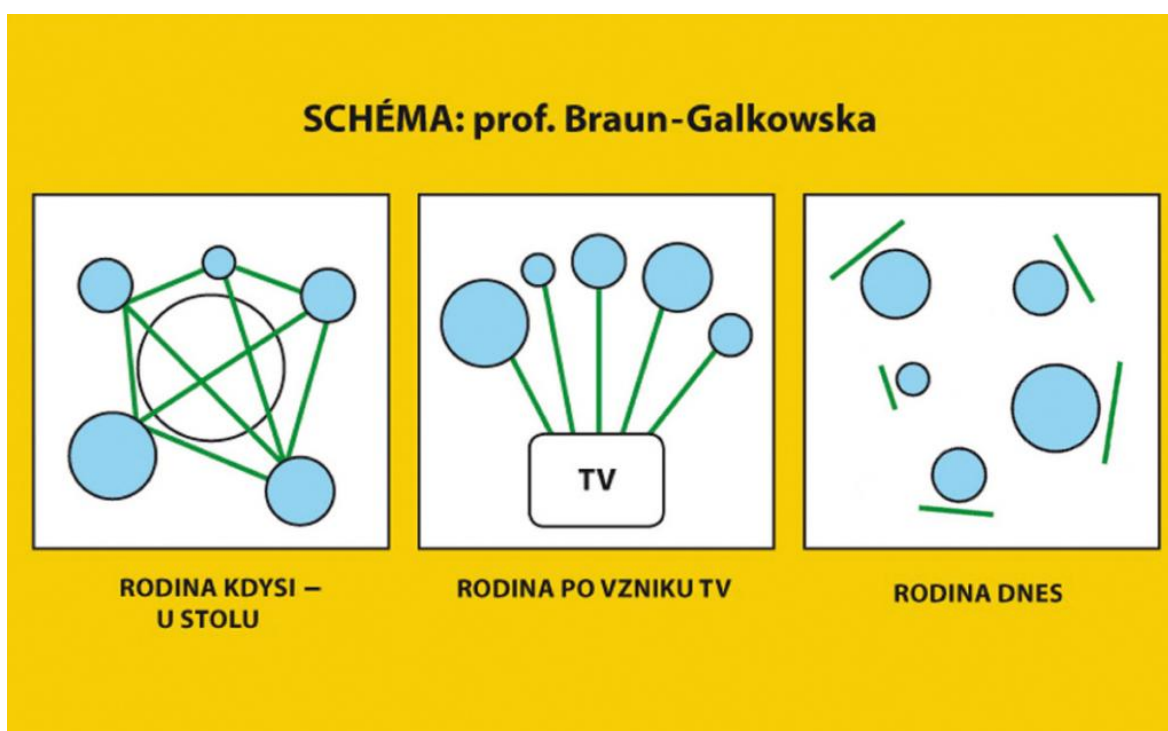 SCHÉMA: prof. Braun-Galkowska
TV
RODINA KDYSI –
U STOLU
RODINA PO VZNIKU TV
RODINA DNES